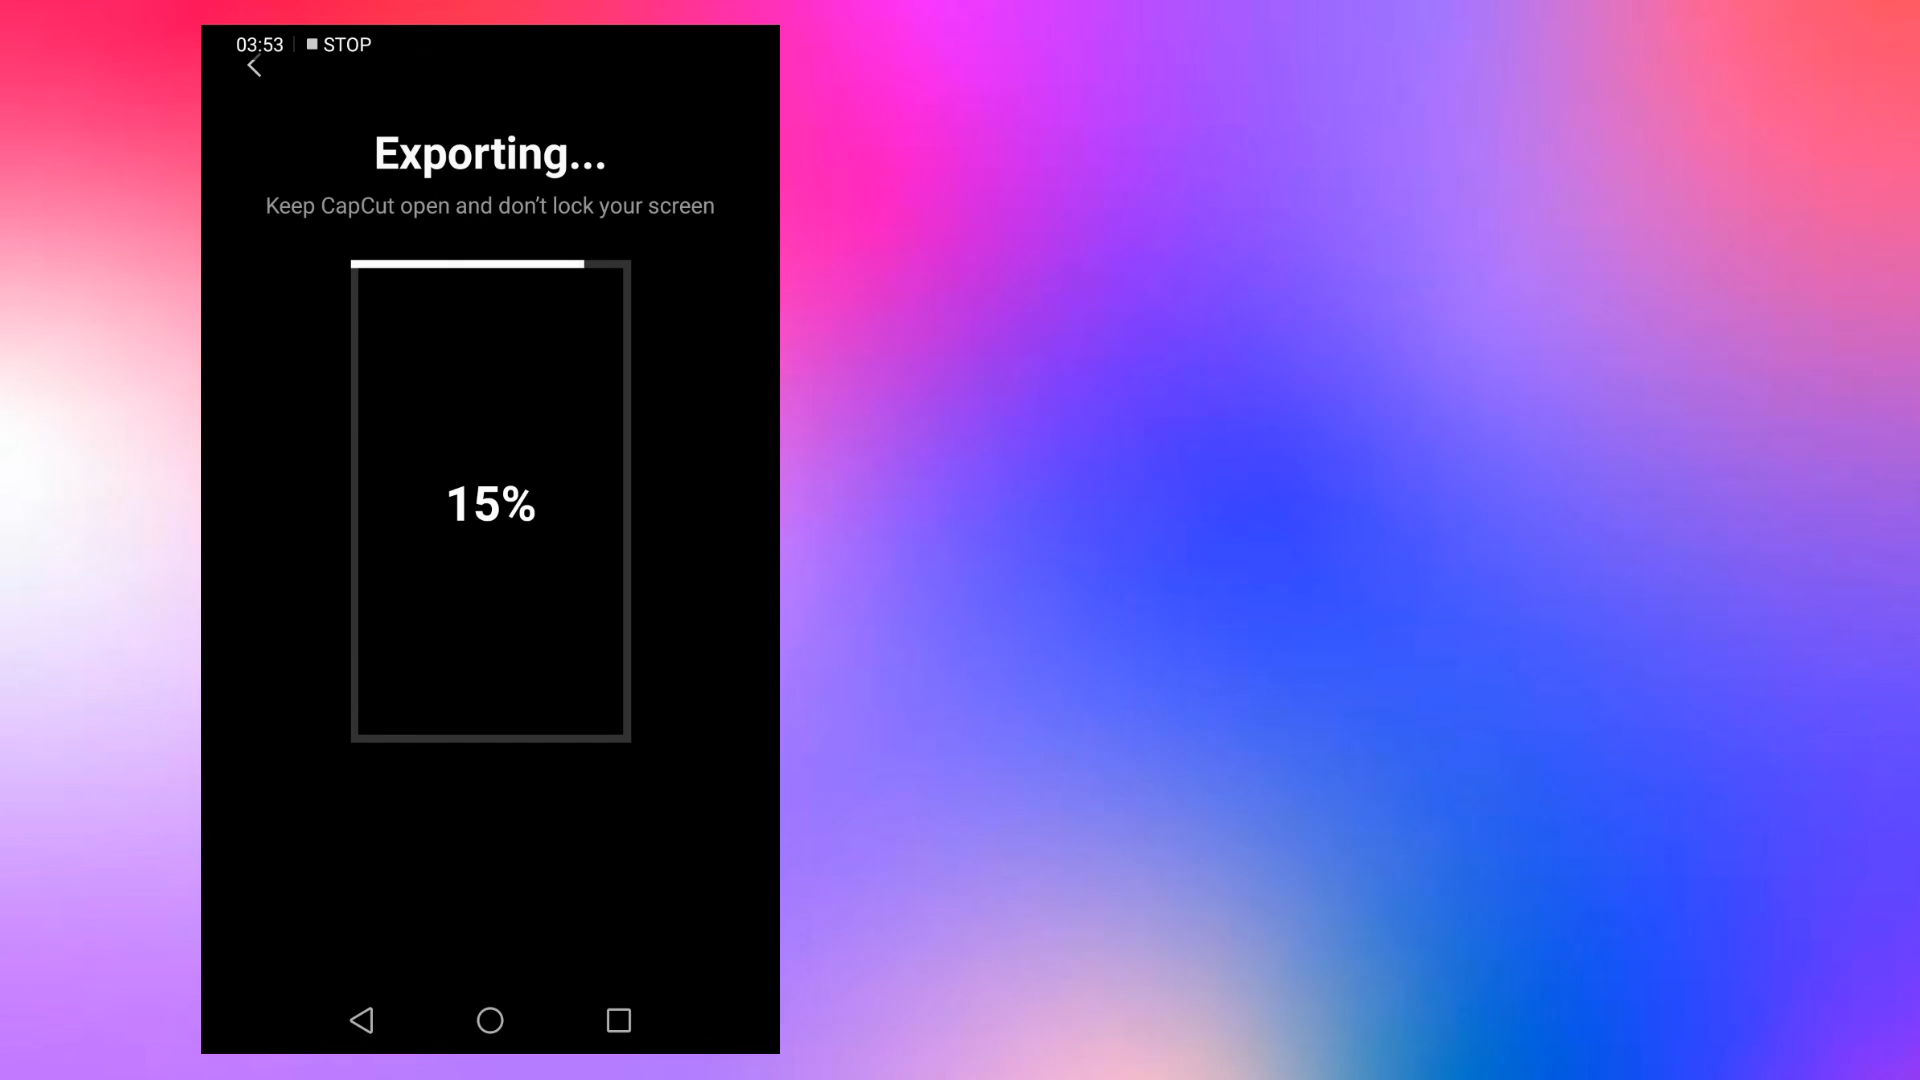 03:53 STOP
Exporting...
Keep CapCut open and don’t lock your screen
15%